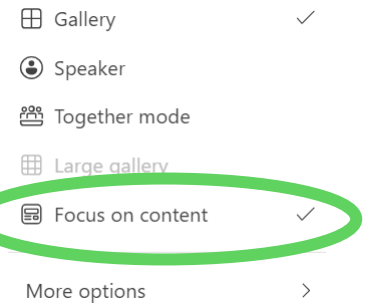 Gallery
Speaker
Together mode
Large gallery
Focus on content
More options